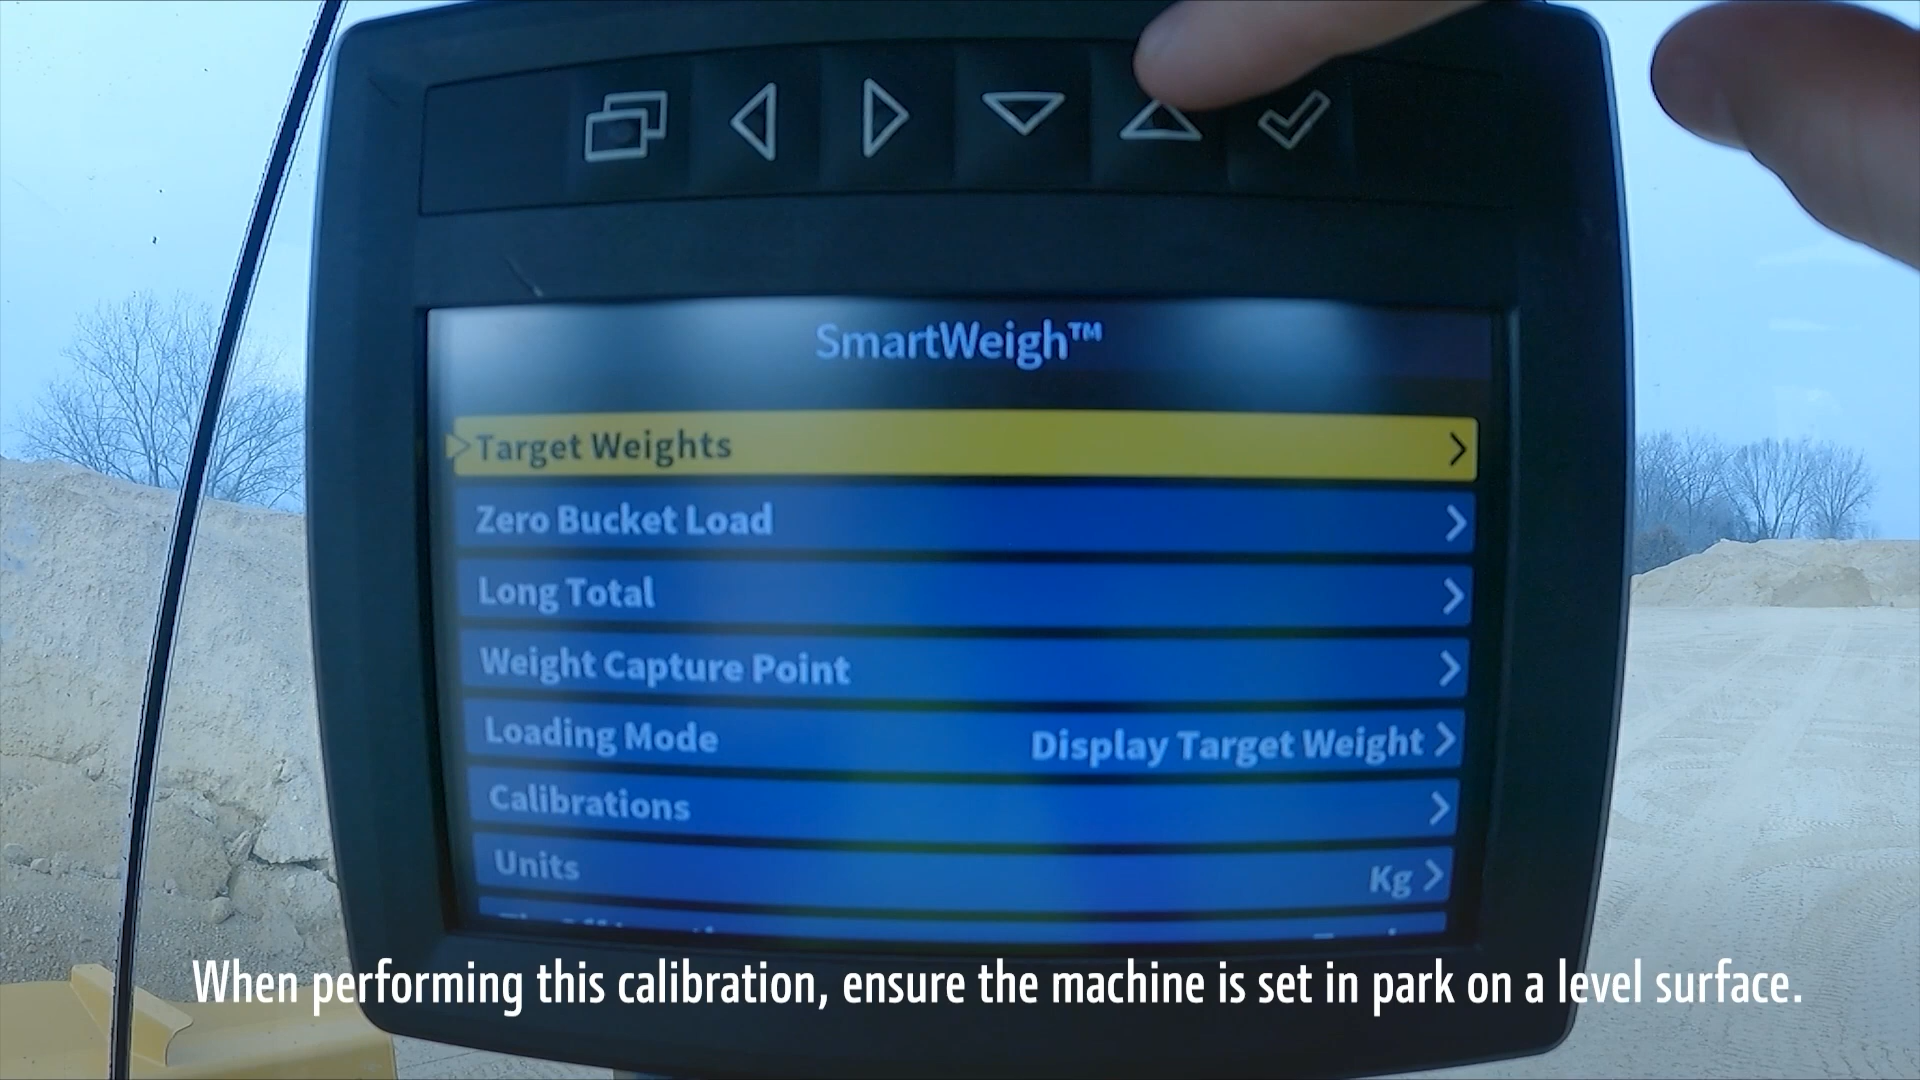 SmartWeigh™
Target Weights
Zero Bucket Load
Long Total
Weight Capture Point
Loading Mode Display Target Weight
Calibrations
Units Kg
When performing this calibration, ensure the machine is set in park on a level surface.